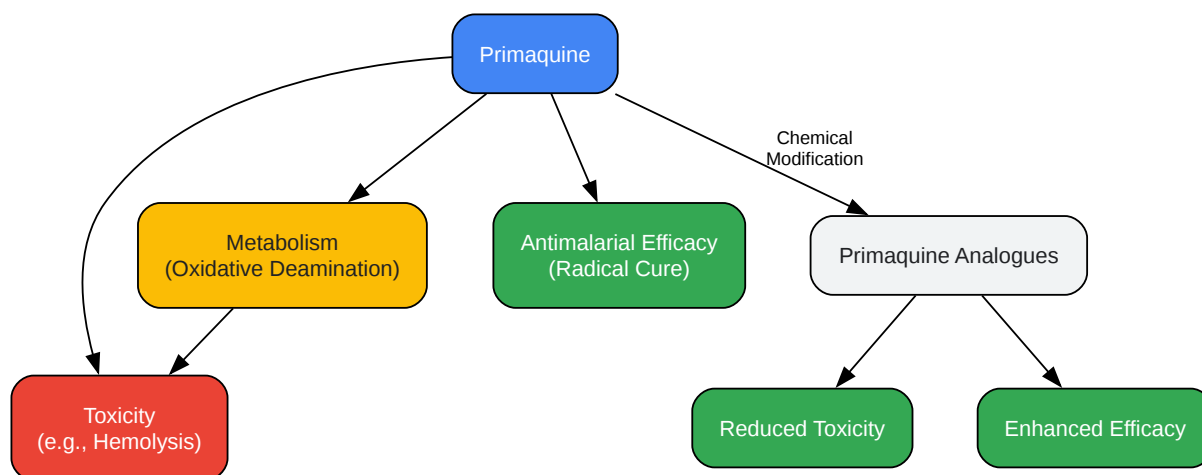 Primaquine
Chemical
Modification
Metabolism
(Oxidative Deamination)
Antimalarial Efficacy
(Radical Cure)
Primaquine Analogues
Toxicity
(e.g., Hemolysis)
Reduced Toxicity
Enhanced Efficacy